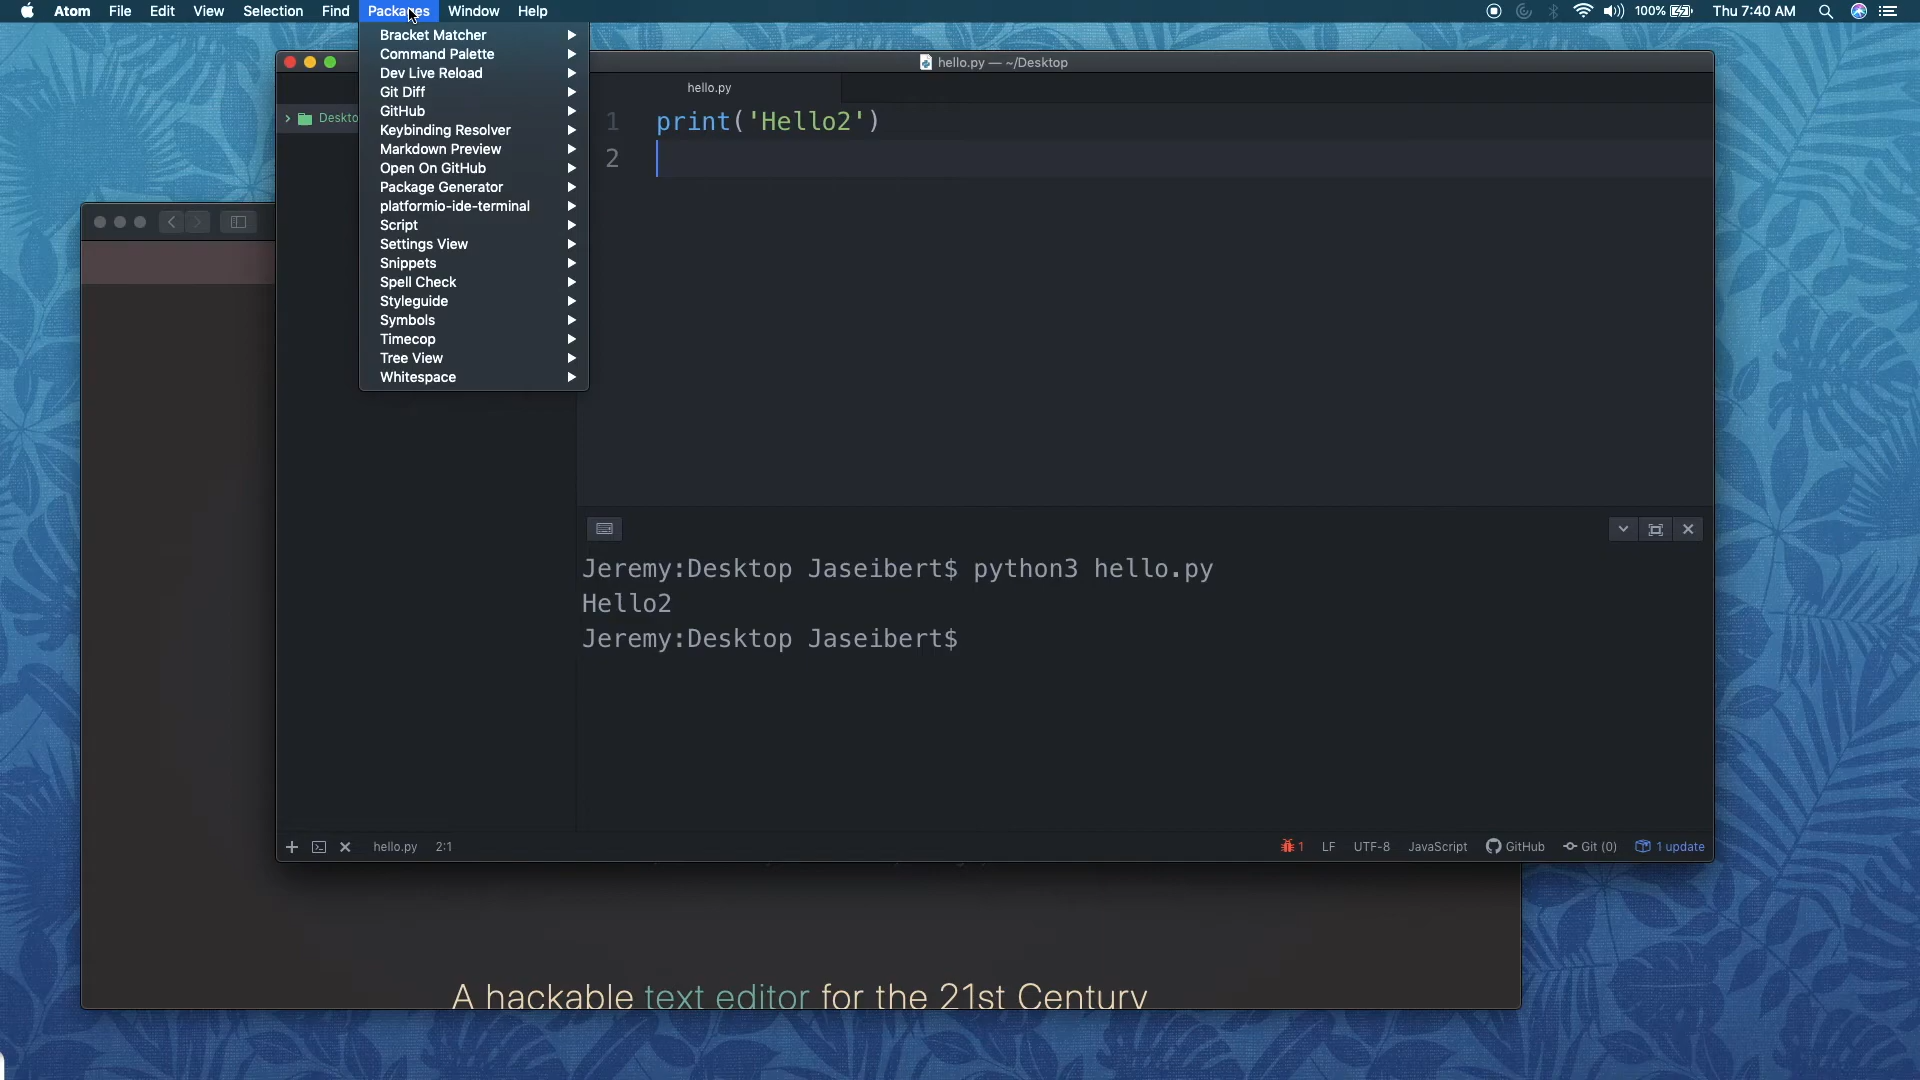 Atom File Edit View Selection Find Packages Window Help 100% Thu 7:40 AM
Bracket Matcher
Command Palette
Dev Live Reload
Git Diff
GitHub
Keybinding Resolver
Markdown Preview
Open On GitHub
Package Generator
platformio-ide-terminal
Script
Settings View
Snippets
Spell Check
Styleguide
Symbols
Timecop
Tree View
Whitespace
hello.py — ~/Desktop
hello.py
Deskto
1 print('Hello2')
2
Jeremy:Desktop Jaseibert$ python3 hello.py
Hello2
Jeremy:Desktop Jaseibert$
hello.py 2:1 1 LF UTF-8 JavaScript GitHub Git (0) 1 update
A hackable text editor for the 21st Century